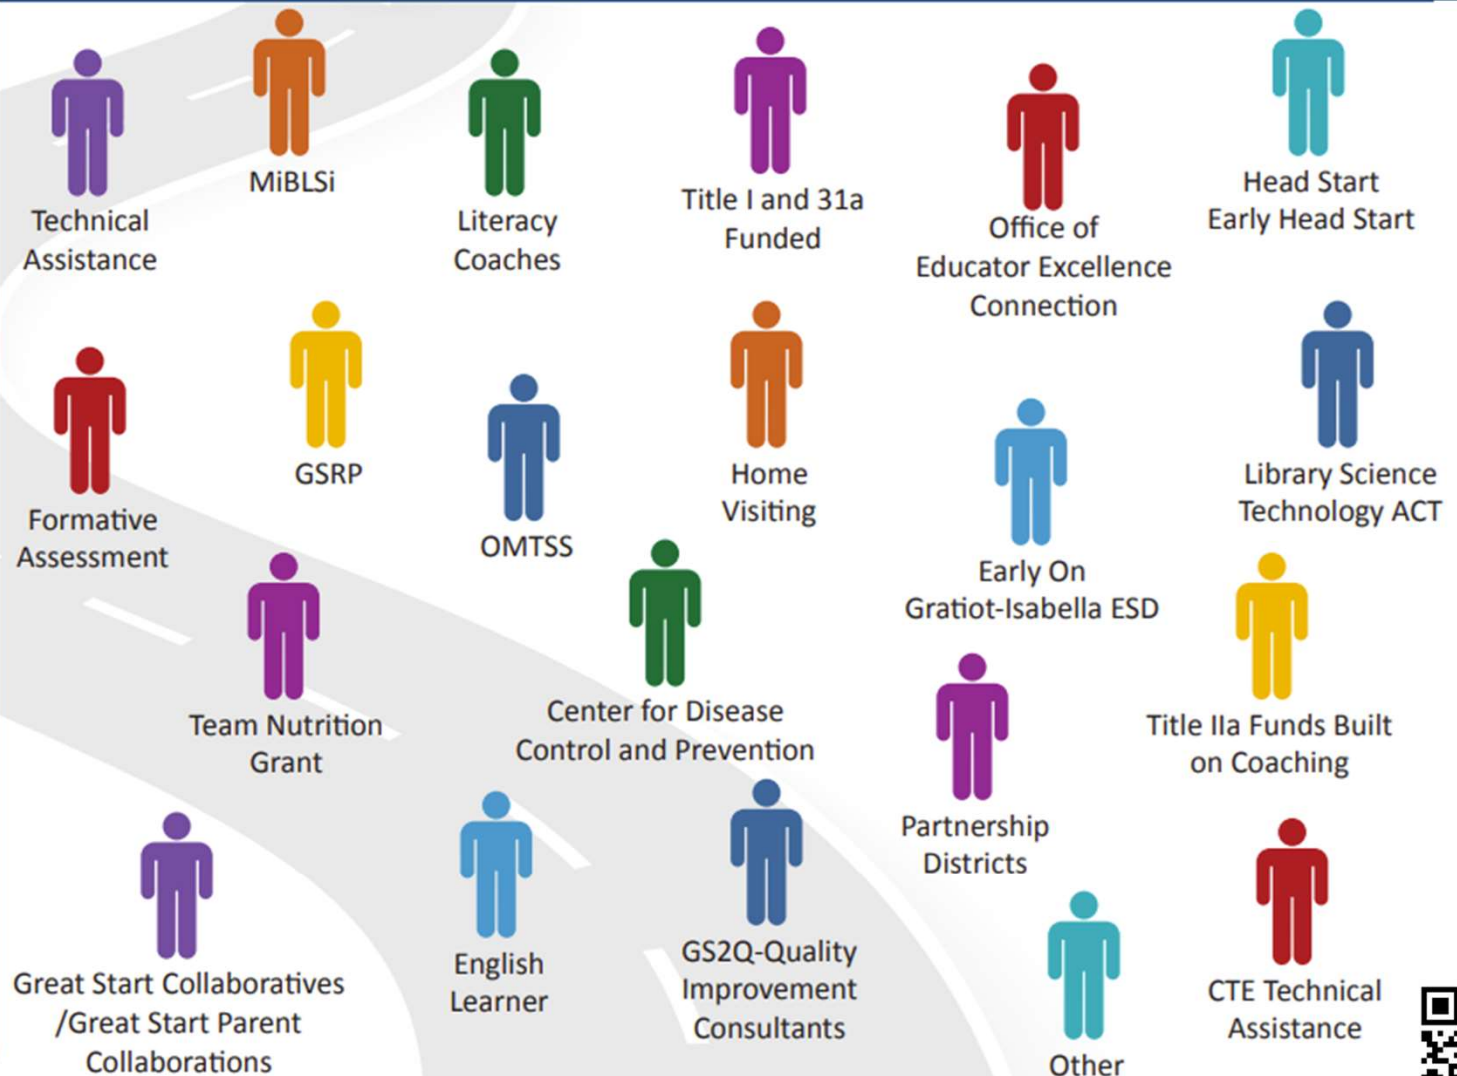 Technical
Assistance
MiBLSi
Literacy
Coaches
Title I and 31a
Funded
Office of
Educator Excellence
Connection
Head Start
Early Head Start
Formative
Assessment
GSRP
OMTSS
Home
Visiting
Early On
Gratiot-Isabella ESD
Library Science
Technology ACT
Team Nutrition
Grant
Center for Disease
Control and Prevention
Partnership
Districts
Title IIa Funds Built
on Coaching
Great Start Collaboratives
/Great Start Parent
Collaborations
English
Learner
GS2Q-Quality
Improvement
Consultants
Other
CTE Technical
Assistance